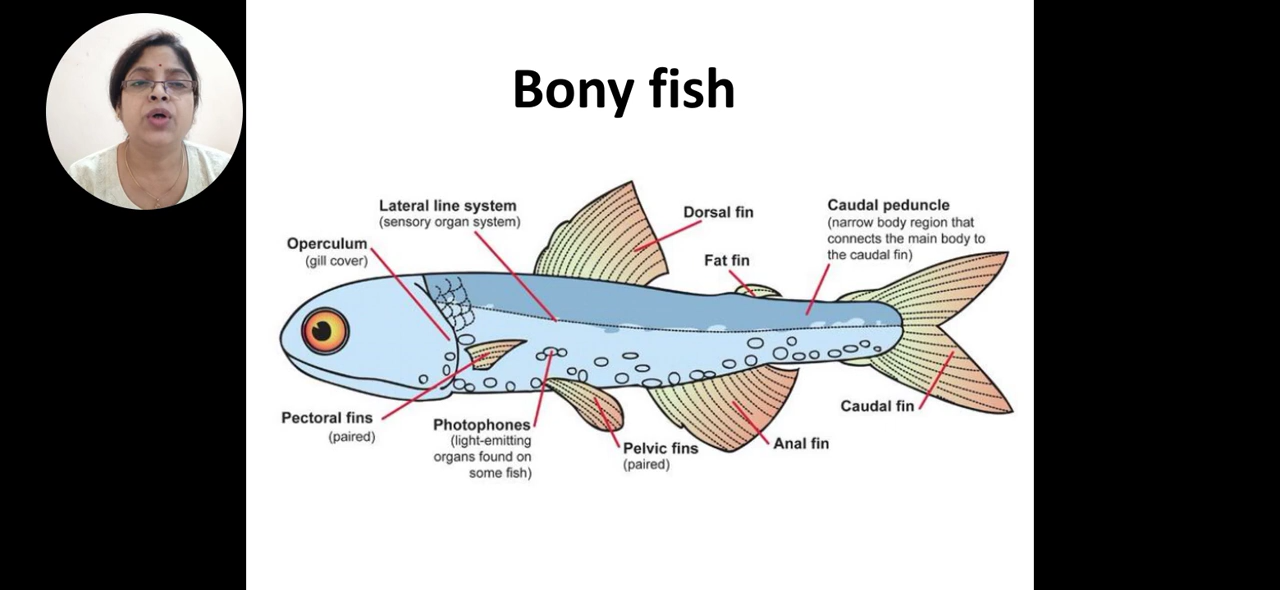 Bony fish
Lateral line system
(sensory organ system)
Operculum
(gill cover)
Dorsal fin
Fat fin
Caudal peduncle
(narrow body region that
connects the main body to
the caudal fin)
Pectoral fins
(paired)
Photophones
(light-emitting
organs found on
some fish)
Pelvic fins
(paired)
Anal fin
Caudal fin